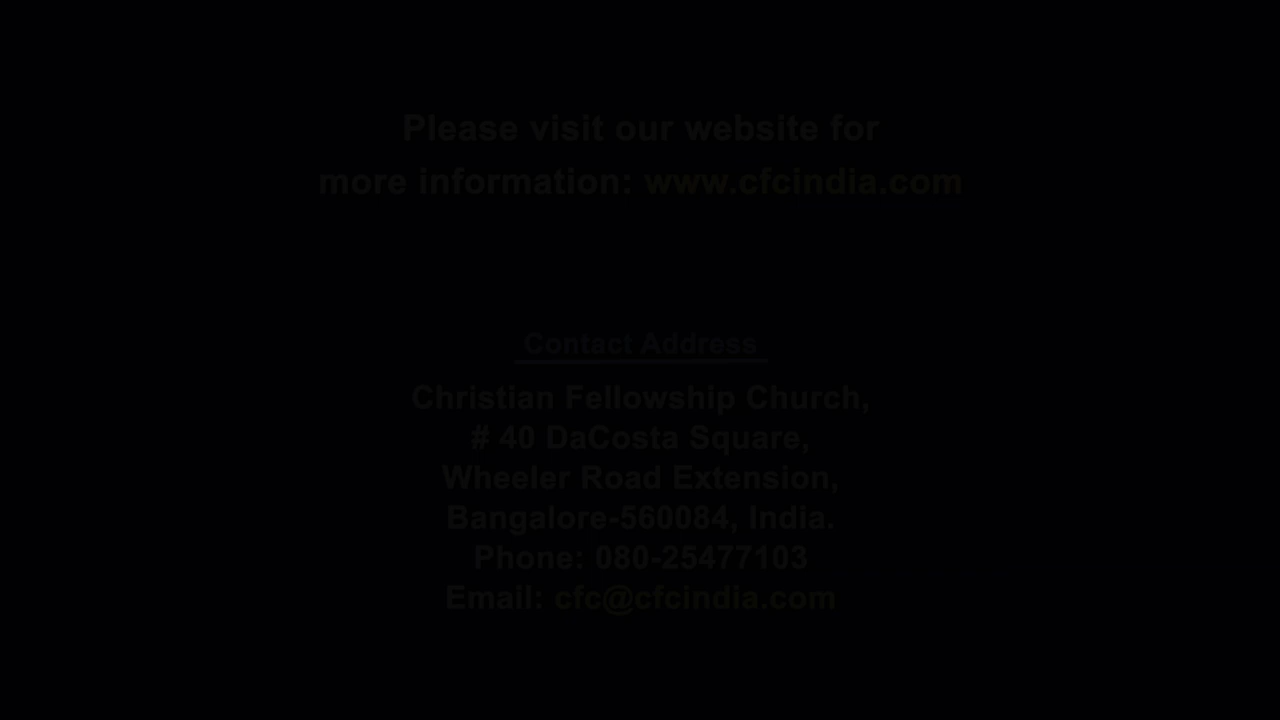 Please visit our website for
more information: www.cfcindia.com
Contact Address
Christian Fellowship Church,
# 40 DaCosta Square,
Wheeler Road Extension,
Bangalore-560084, India.
Phone: 080-25477103
Email: cfc@cfcindia.com